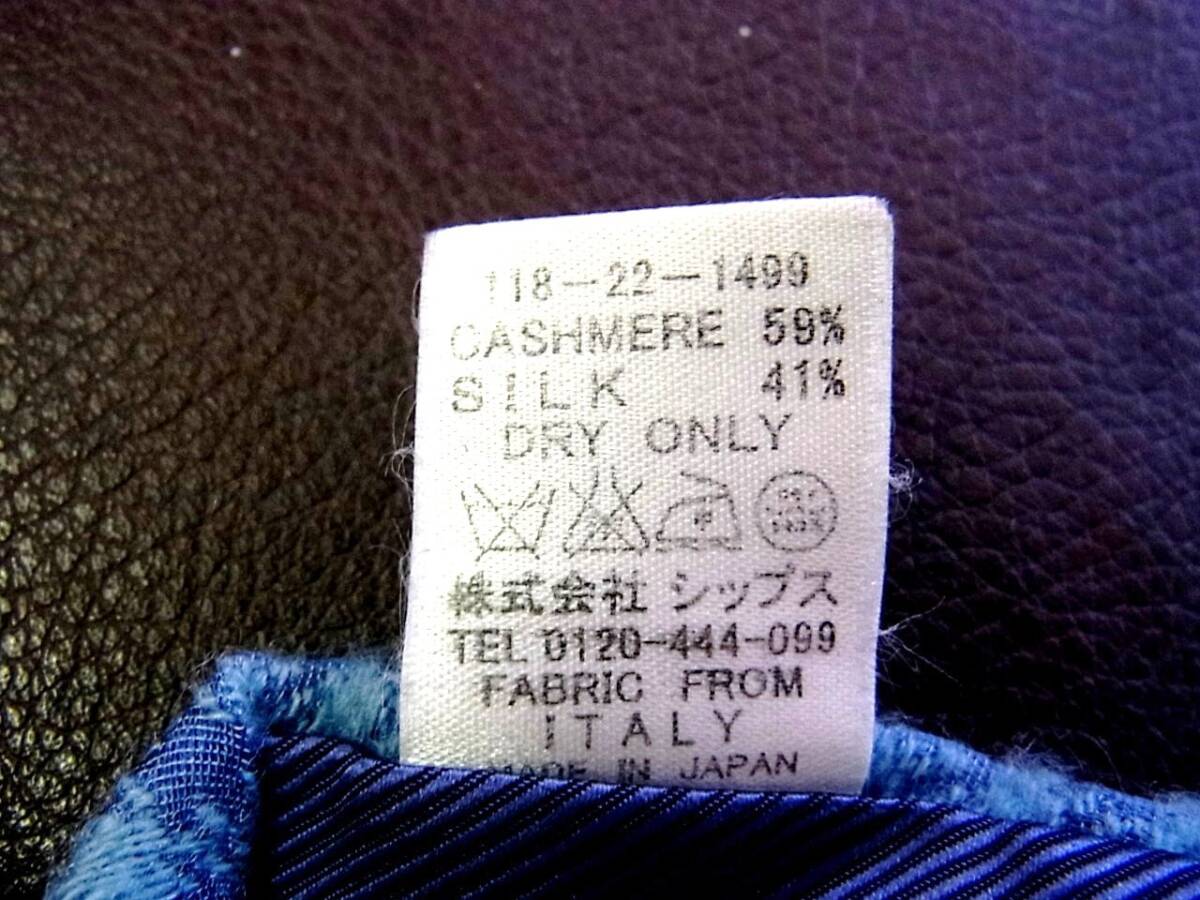 118-22-1499
CASHMERE 59%
SILK 41%
DRY ONLY
株式会社 シップス
TEL 0120-444-099
FABRIC FROM
ITALY
MADE IN JAPAN